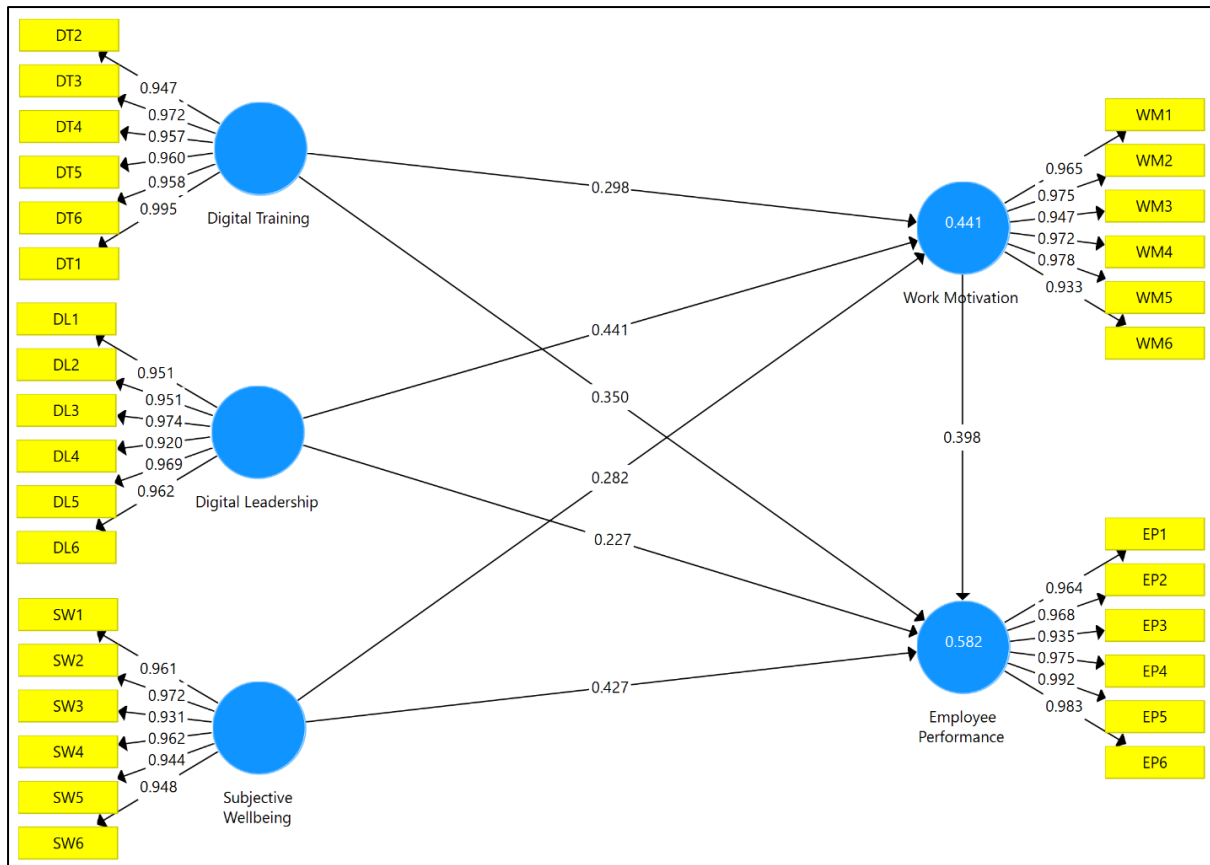 DT2
DT3
DT4
DT5
DT6
DT1
0.947
0.972
0.957
0.960
0.958
0.995
Digital Training
DL1
DL2
DL3
DL4
DL5
DL6
0.951
0.951
0.974
0.920
0.969
0.962
Digital Leadership
SW1
SW2
SW3
SW4
SW5
SW6
0.961
0.972
0.931
0.962
0.944
0.948
Subjective
Wellbeing
0.298
0.441
0.350
0.282
0.227
0.427
0.441
Work Motivation
0.965
0.975
0.947
0.972
0.978
0.933
WM1
WM2
WM3
WM4
WM5
WM6
0.398
0.582
Employee
Performance
0.964
0.968
0.935
0.975
0.992
0.983
EP1
EP2
EP3
EP4
EP5
EP6